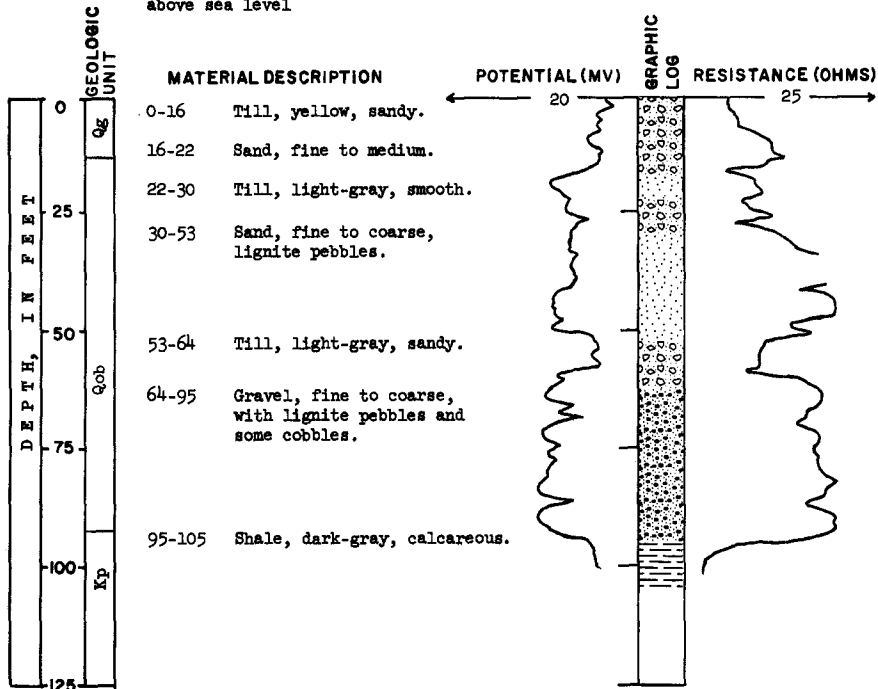 above sea level
GEOLOGIC
UNIT
MATERIAL DESCRIPTION
POTENTIAL (MV)
GRAPHIC
LOG
RESISTANCE (OHMS)
20
25
DEPTH, IN FEET
0
25
50
75
100
125
Qg
Qob
Kp
0-16 Till, yellow, sandy.
16-22 Sand, fine to medium.
22-30 Till, light-gray, smooth.
30-53 Sand, fine to coarse,
lignite pebbles.
53-64 Till, light-gray, sandy.
64-95 Gravel, fine to coarse,
with lignite pebbles and
some cobbles.
95-105 Shale, dark-gray, calcareous.